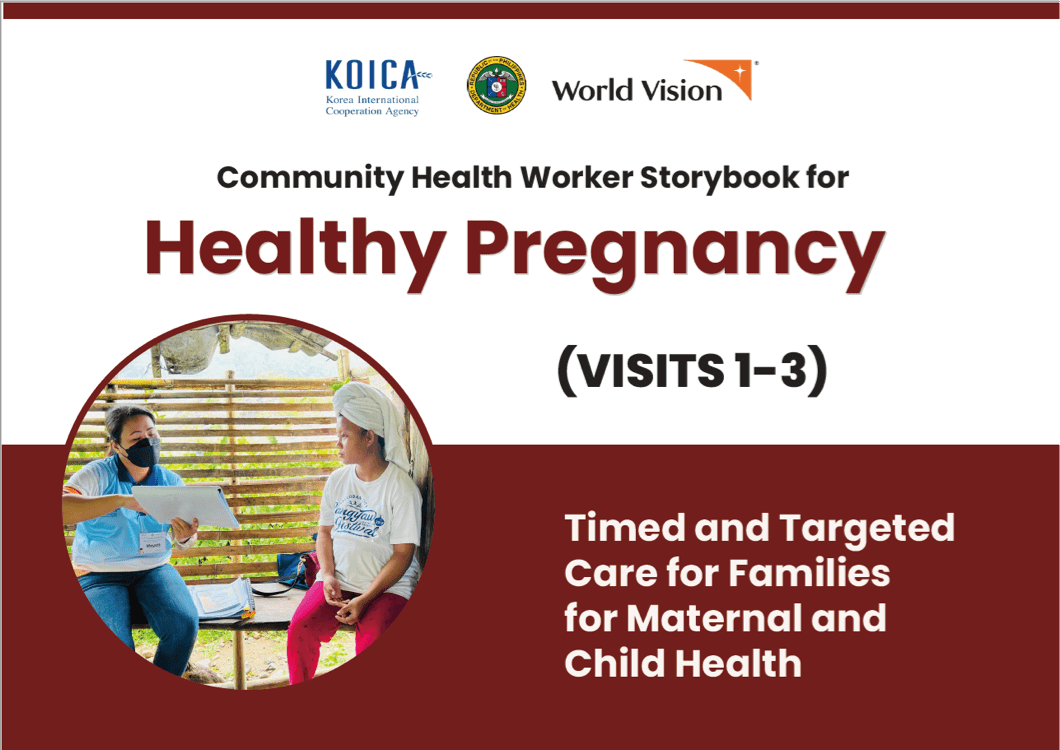 KOICA
Korea International
Cooperation Agency
REPUBLIC OF THE PHILIPPINES
DEPARTMENT OF HEALTH
World Vision
®
Community Health Worker Storybook for
Healthy Pregnancy
(VISITS 1-3)
Timed and Targeted
Care for Families
for Maternal and
Child Health